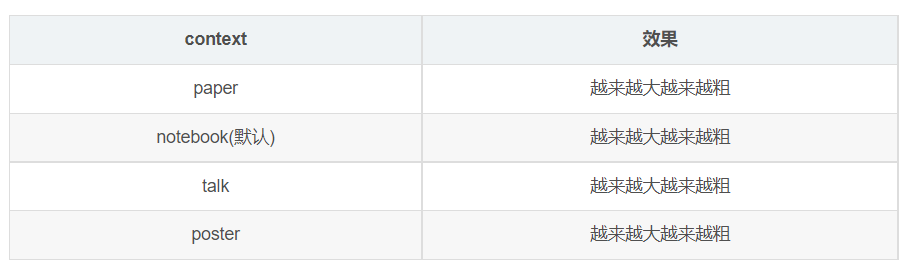 context 效果
paper 越来越大越来越粗
notebook(默认) 越来越大越来越粗
talk 越来越大越来越粗
poster 越来越大越来越粗